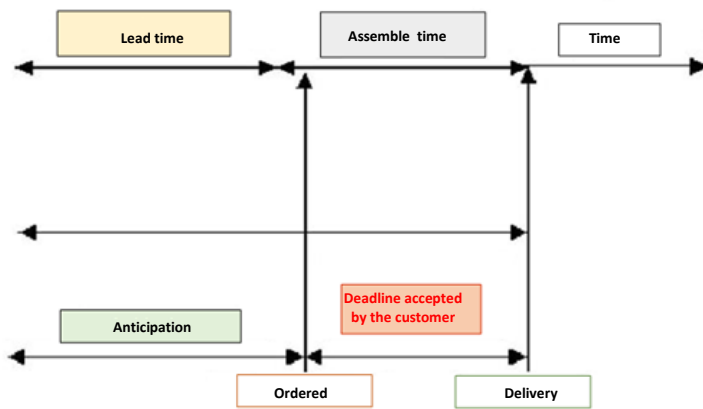 Lead time
Assemble time
Time
Deadline accepted
by the customer
Anticipation
Ordered
Delivery